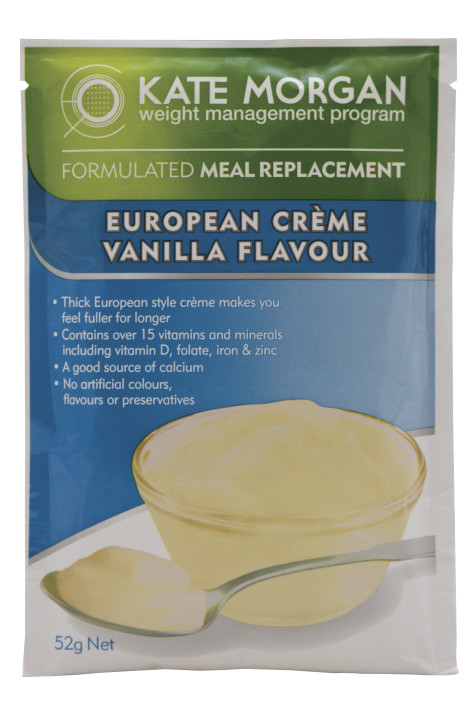 KATE MORGAN
weight management program
FORMULATED MEAL REPLACEMENT
EUROPEAN CRÈME
VANILLA FLAVOUR
• Thick European style crème makes you
feel fuller for longer
• Contains over 15 vitamins and minerals
including vitamin D, folate, iron & zinc
• A good source of calcium
• No artificial colours,
flavours or preservatives
52g Net